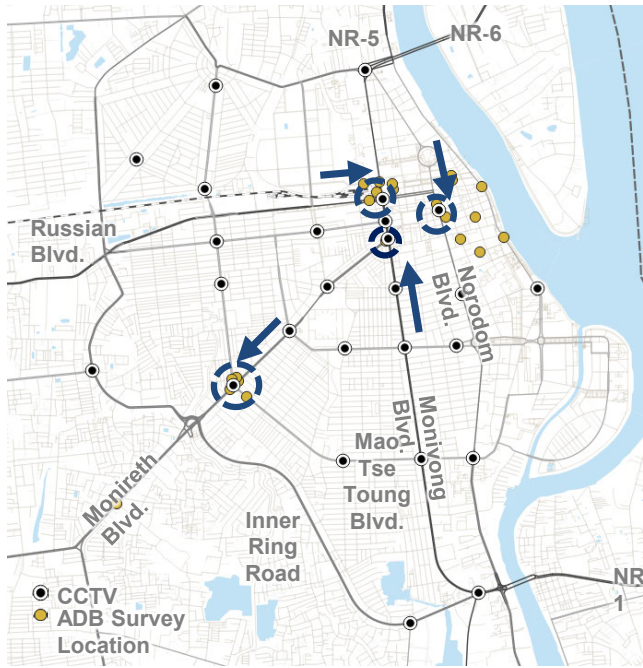 NR-5
NR-6
Russian
Blvd.
Norodom
Blvd.
Monivong
Blvd.
Mao
Tse
Toung
Blvd.
Monireth
Blvd.
Inner
Ring
Road
NR
1
CCTV
ADB Survey
Location